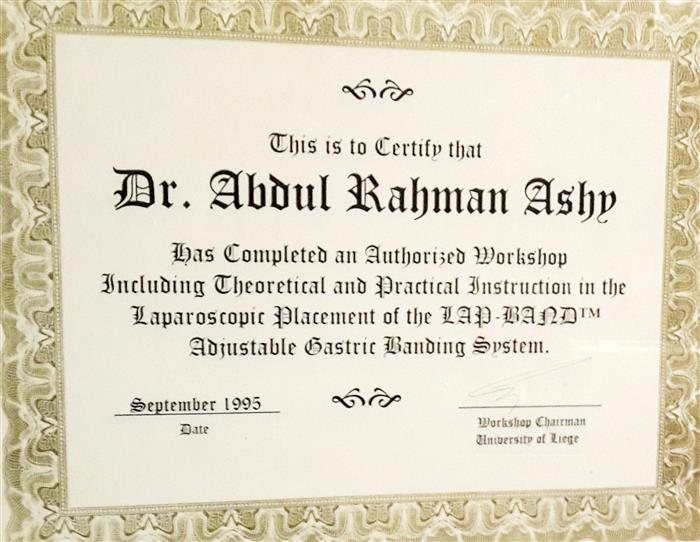 This is to Certify that
Dr. Abdul Rahman Ashy
Has Completed an Authorized Workshop
Including Theoretical and Practical Instruction in the
Laparoscopic Placement of the LAP-BAND™
Adjustable Gastric Banding System.
September 1995
Date
Workshop Chairman
University of Liege